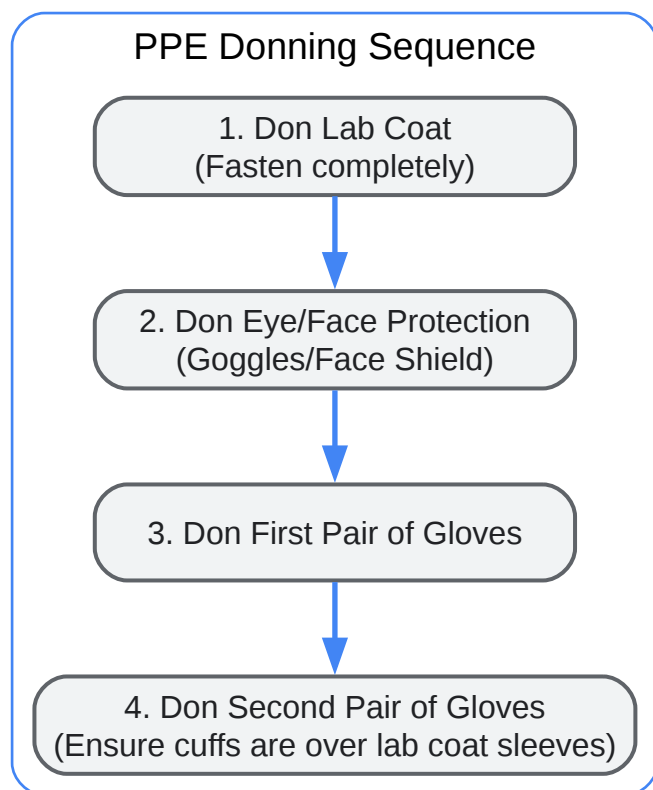 PPE Donning Sequence
1. Don Lab Coat
(Fasten completely)
2. Don Eye/Face Protection
(Goggles/Face Shield)
3. Don First Pair of Gloves
4. Don Second Pair of Gloves
(Ensure cuffs are over lab coat sleeves)